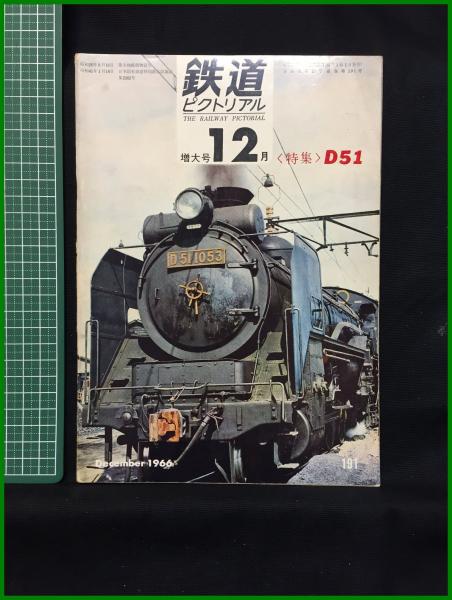 鉄道
ピクトリアル
THE RAILWAY PICTORIAL
増大号 12月 〈特集〉 D51
D51 1053
December 1966
191